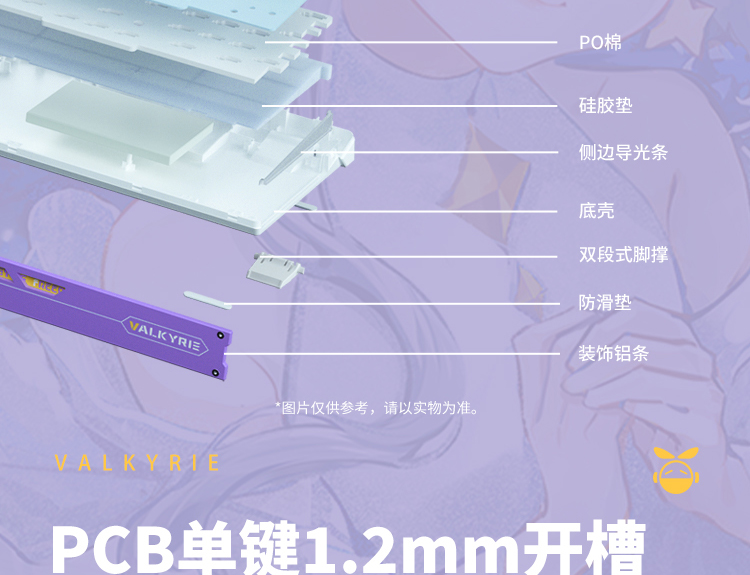 PO棉
硅胶垫
侧边导光条
底壳
双段式脚撑
防滑垫
VALKYRIE
装饰铝条
*图片仅供参考，请以实物为准。
VALKYRIE
PCB单键1.2mm开槽